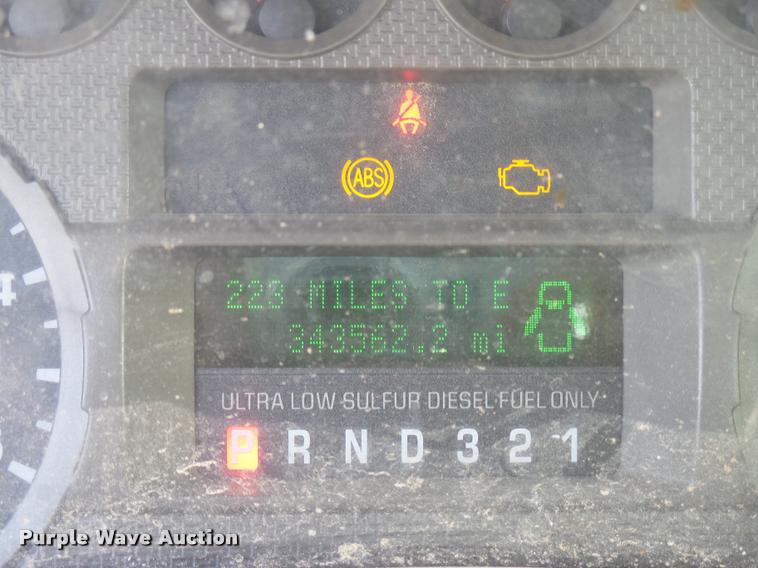 ABS
223 MILES TO E
343562.2 mi
ULTRA LOW SULFUR DIESEL FUEL ONLY
P R N D 3 2 1
4
Purple Wave Auction